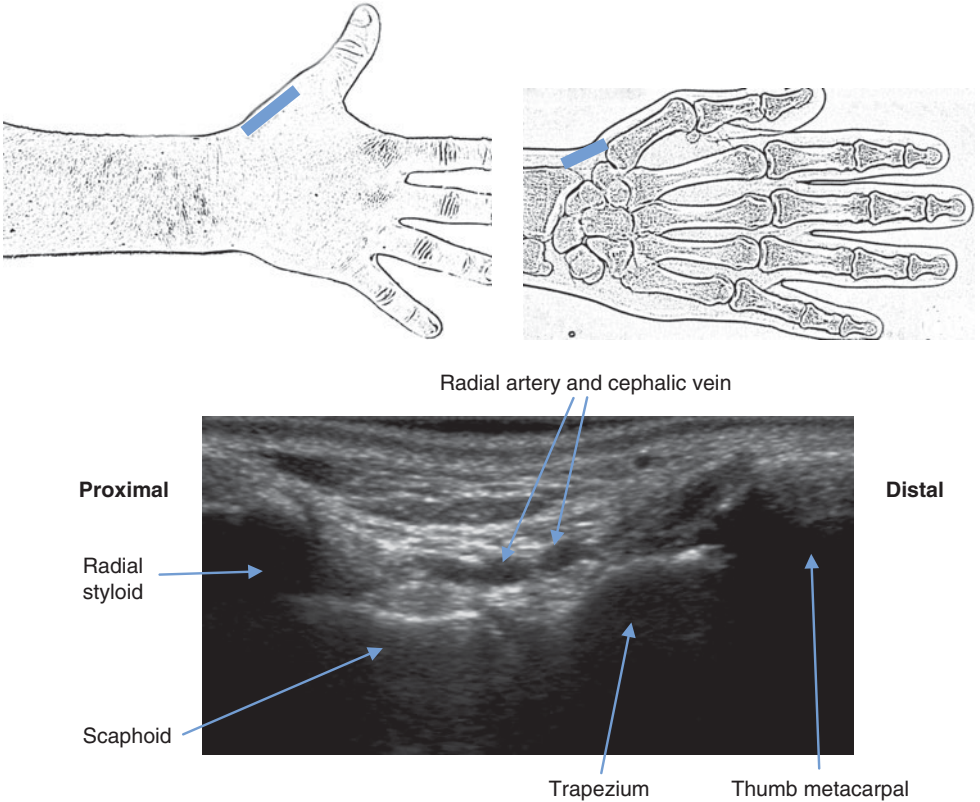 Radial artery and cephalic vein
Proximal
Distal
Radial
styloid
Scaphoid
Trapezium
Thumb metacarpal